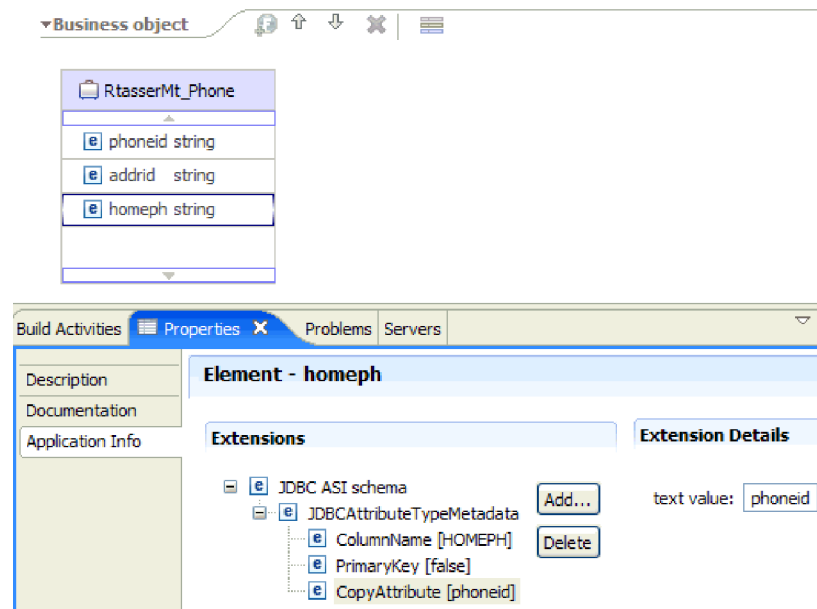 Business object
RtasserMt_Phone
e phoneid string
e addrid string
e homeph string
Build Activities Properties Problems Servers
Description
Documentation
Application Info
Element - homeph
Extensions
e JDBC ASI schema
e JDBCAttributeTypeMetadata
e ColumnName [HOMEPH]
e PrimaryKey [false]
e CopyAttribute [phoneid]
Add...
Delete
Extension Details
text value: phoneid